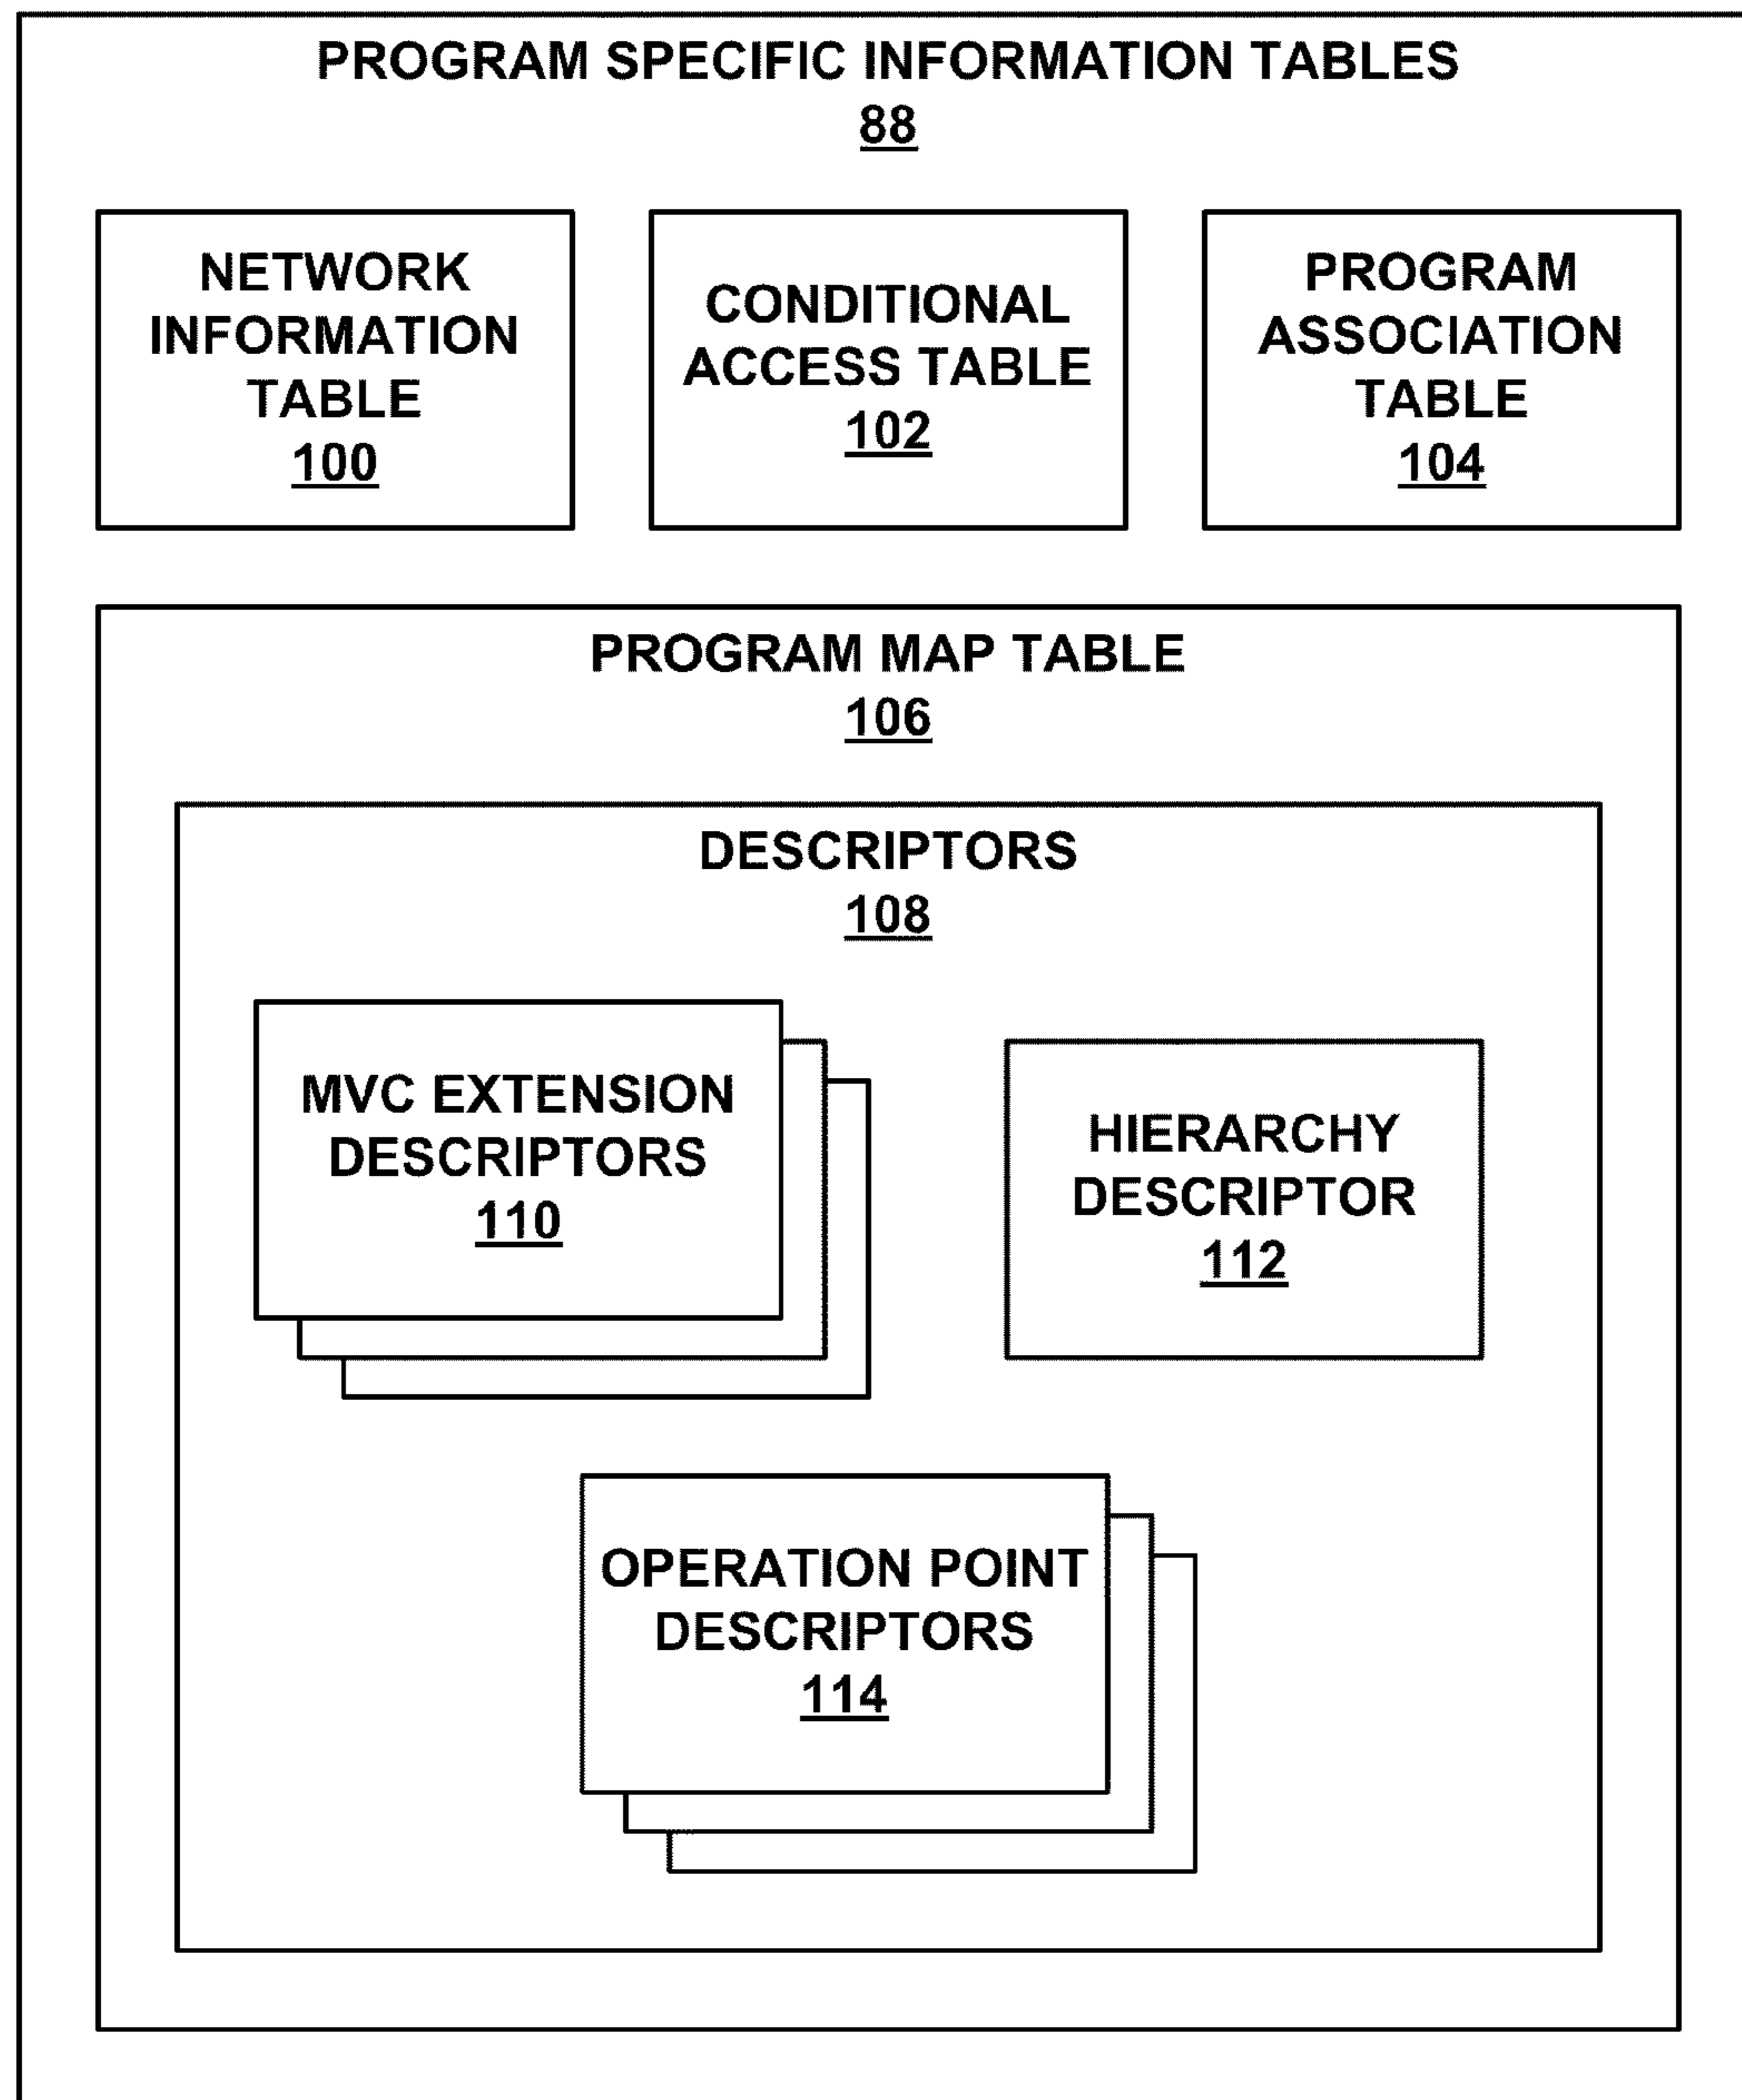 PROGRAM SPECIFIC INFORMATION TABLES
88
NETWORK
INFORMATION
TABLE
100
CONDITIONAL
ACCESS TABLE
102
PROGRAM
ASSOCIATION
TABLE
104
PROGRAM MAP TABLE
106
DESCRIPTORS
108
MVC EXTENSION
DESCRIPTORS
110
HIERARCHY
DESCRIPTOR
112
OPERATION POINT
DESCRIPTORS
114